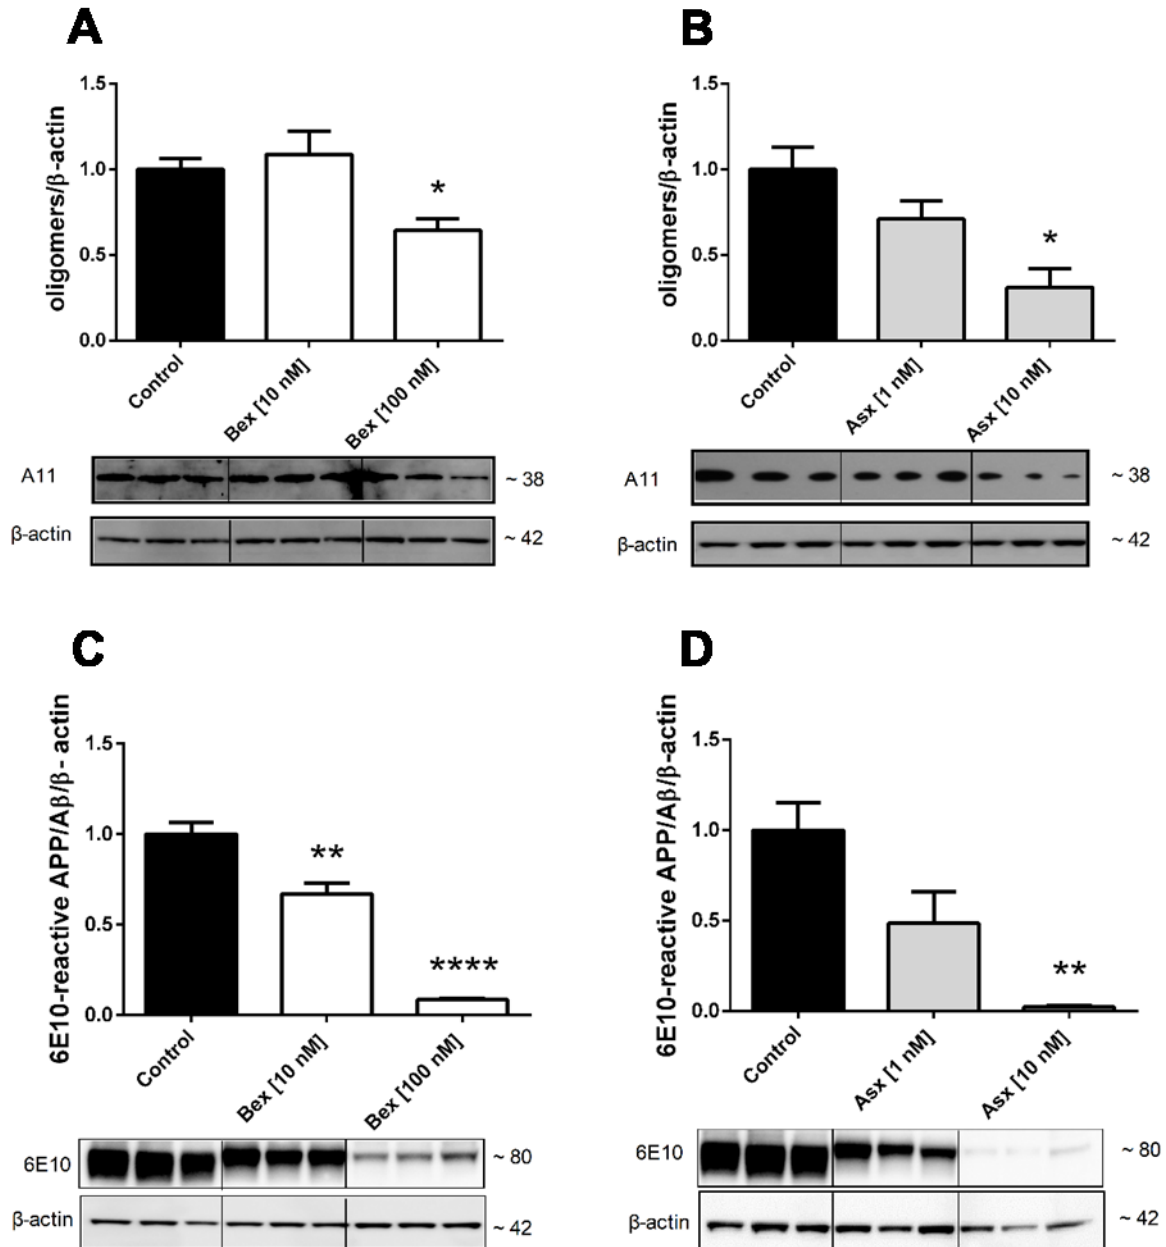 A
oligomers/β-actin
1.5
1.0
0.5
0.0
*
Control
Bex [10 nM]
Bex [100 nM]
A11
~ 38
β-actin
~ 42
B
oligomers/β-actin
1.5
1.0
0.5
0.0
*
Control
Asx [1 nM]
Asx [10 nM]
A11
~ 38
β-actin
~ 42
C
6E10-reactive APP/Aβ/β- actin
1.5
1.0
0.5
0.0
**
****
Control
Bex [10 nM]
Bex [100 nM]
6E10
~ 80
β-actin
~ 42
D
6E10-reactive APP/Aβ/β-actin
1.5
1.0
0.5
0.0
**
Control
Asx [1 nM]
Asx [10 nM]
6E10
~ 80
β-actin
~ 42